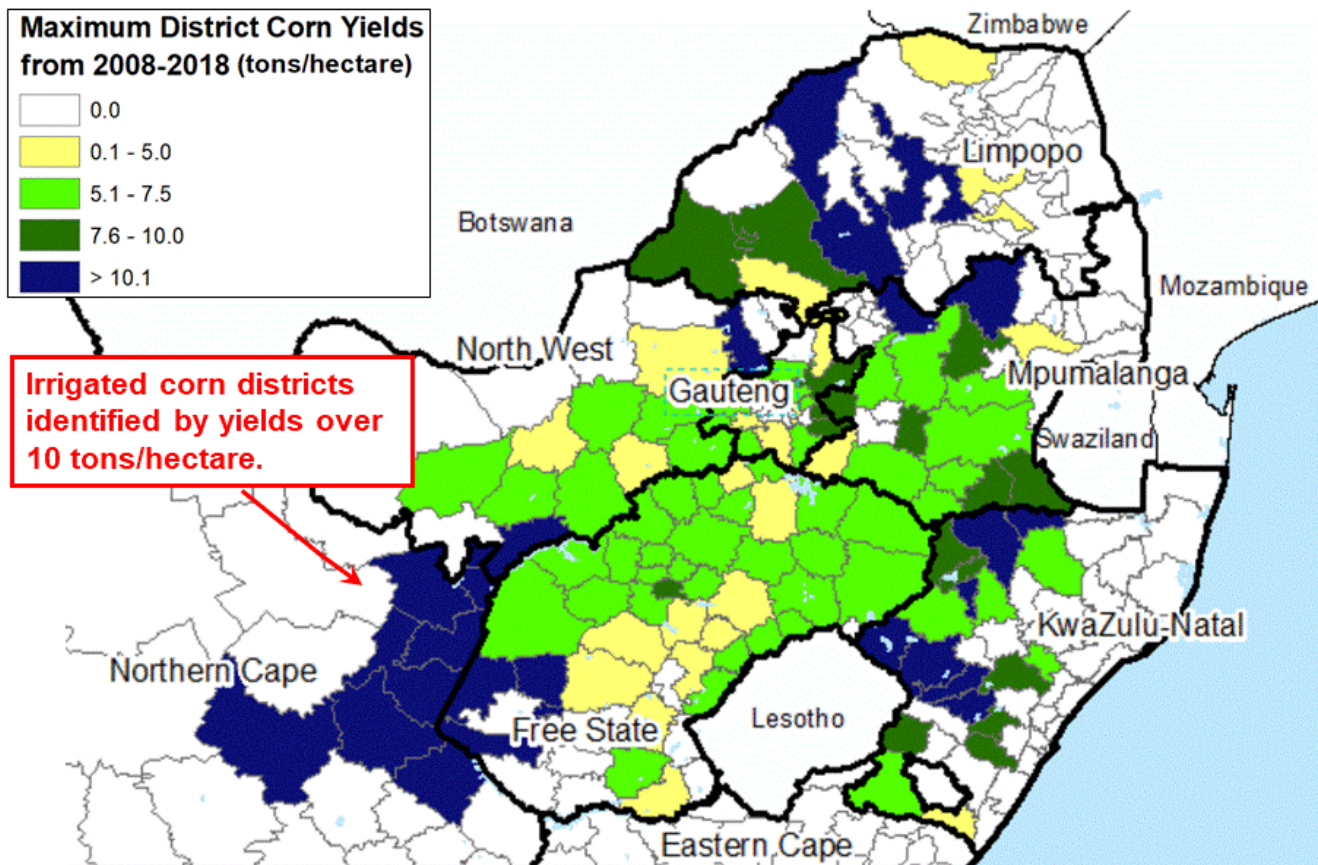 Maximum District Corn Yields
from 2008-2018 (tons/hectare)
0.0
0.1 - 5.0
5.1 - 7.5
7.6 - 10.0
> 10.1
Zimbabwe
Limpopo
Botswana
Mozambique
North West
Irrigated corn districts
identified by yields over
10 tons/hectare.
Gauteng
Mpumalanga
Swaziland
KwaZulu-Natal
Northern Cape
Free State
Lesotho
Eastern Cape